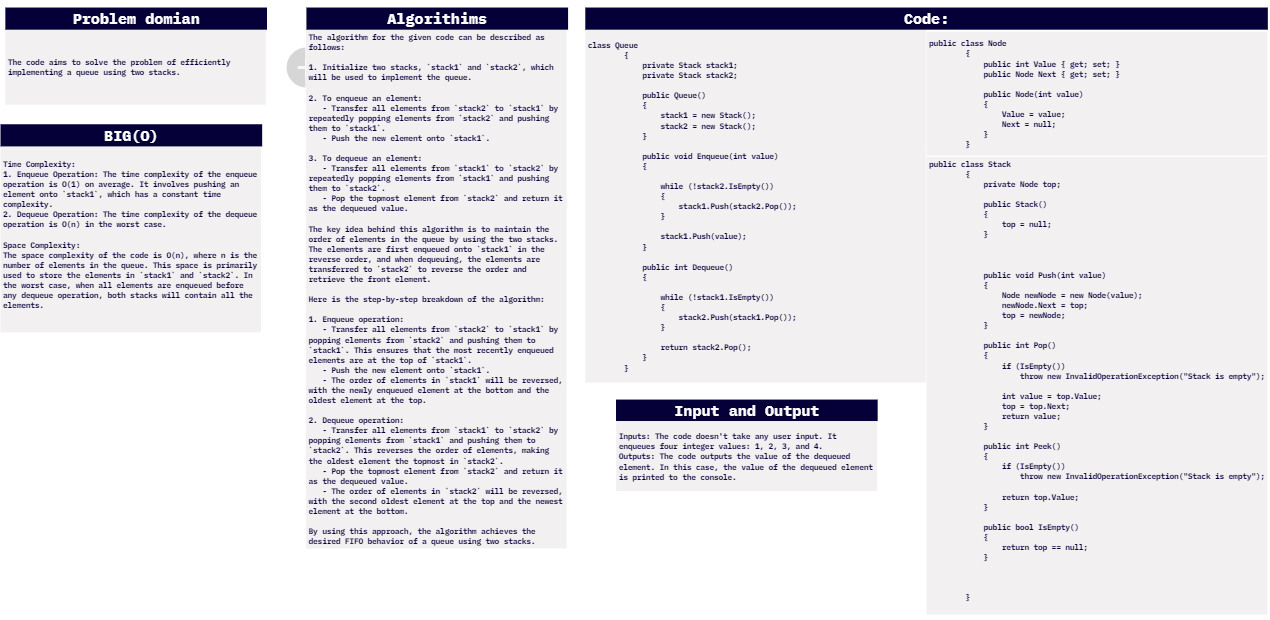 Problem domian
The code aims to solve the problem of efficiently
implementing a queue using two stacks.
BIG(O)
Time Complexity:
1. Enqueue Operation: The time complexity of the enqueue
operation is O(1) on average. It involves pushing an
element onto `stack1`, which has a constant time
complexity.
2. Dequeue Operation: The time complexity of the dequeue
operation is O(n) in the worst case.
Space Complexity:
The space complexity of the code is O(n), where n is the
number of elements in the queue. This space is primarily
used to store the elements in `stack1` and `stack2`. In
the worst case, when all elements are enqueued before
any dequeue operation, both stacks will contain all the
elements.
Algorithims
The algorithm for the given code can be described as
follows:
1. Initialize two stacks, `stack1` and `stack2`, which
will be used to implement the queue.
2. To enqueue an element:
- Transfer all elements from `stack2` to `stack1` by
repeatedly popping elements from `stack2` and pushing
them to `stack1`.
- Push the new element onto `stack1`.
3. To dequeue an element:
- Transfer all elements from `stack1` to `stack2` by
repeatedly popping elements from `stack1` and pushing
them to `stack2`.
- Pop the topmost element from `stack2` and return it
as the dequeued value.
The key idea behind this algorithm is to maintain the
order of elements in the queue by using the two stacks.
The elements are first enqueued onto `stack1` in the
reverse order, and when dequeuing, the elements are
transferred to `stack2` to reverse the order and
retrieve the front element.
Here is the step-by-step breakdown of the algorithm:
1. Enqueue operation:
- Transfer all elements from `stack2` to `stack1` by
popping elements from `stack2` and pushing them to
`stack1`. This ensures that the most recently enqueued
elements are at the top of `stack1`.
- Push the new element onto `stack1`.
- The order of elements in `stack1` will be reversed,
with the newly enqueued element at the bottom and the
oldest element at the top.
2. Dequeue operation:
- Transfer all elements from `stack1` to `stack2` by
popping elements from `stack1` and pushing them to
`stack2`. This reverses the order of elements, making
the oldest element the topmost in `stack2`.
- Pop the topmost element from `stack2` and return it
as the dequeued value.
- The order of elements in `stack2` will be reversed,
with the second oldest element at the top and the newest
element at the bottom.
By using this approach, the algorithm achieves the
desired FIFO behavior of a queue using two stacks.
Code:
class Queue
{
private Stack stack1;
private Stack stack2;
public Queue()
{
stack1 = new Stack();
stack2 = new Stack();
}
public void Enqueue(int value)
{
while (!stack2.IsEmpty())
{
stack1.Push(stack2.Pop());
}
stack1.Push(value);
}
public int Dequeue()
{
while (!stack1.IsEmpty())
{
stack2.Push(stack1.Pop());
}
return stack2.Pop();
}
}
Input and Output
Inputs: The code doesn't take any user input. It
enqueues four integer values: 1, 2, 3, and 4.
Outputs: The code outputs the value of the dequeued
element. In this case, the value of the dequeued element
is printed to the console.
public class Node
{
public int Value { get; set; }
public Node Next { get; set; }
public Node(int value)
{
Value = value;
Next = null;
}
}
public class Stack
{
private Node top;
public Stack()
{
top = null;
}
public void Push(int value)
{
Node newNode = new Node(value);
newNode.Next = top;
top = newNode;
}
public int Pop()
{
if (IsEmpty())
throw new InvalidOperationException("Stack is empty");
int value = top.Value;
top = top.Next;
return value;
}
public int Peek()
{
if (IsEmpty())
throw new InvalidOperationException("Stack is empty");
return top.Value;
}
public bool IsEmpty()
{
return top == null;
}
}